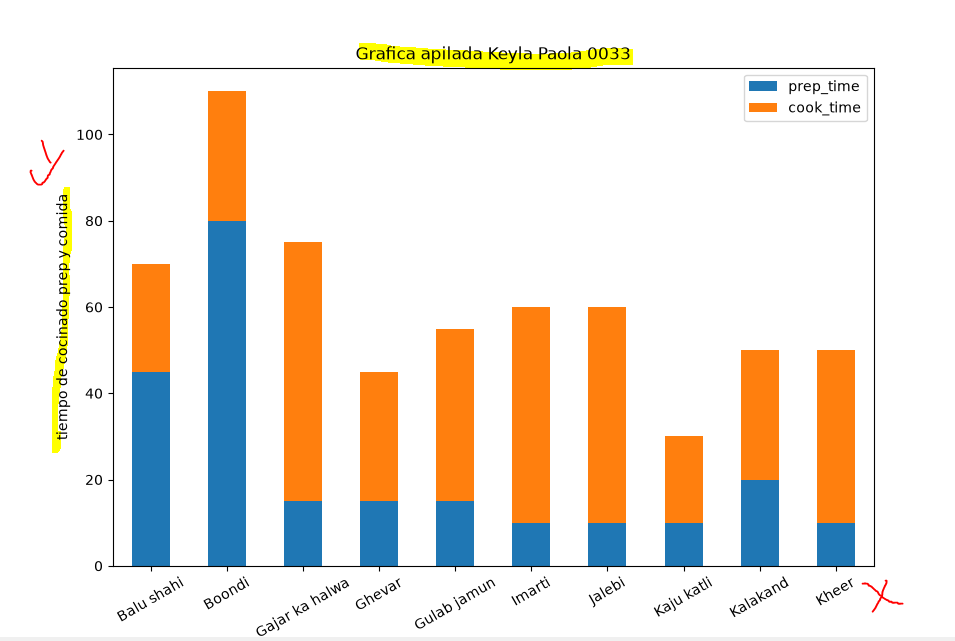 Grafica apilada Keyla Paola 0033
prep_time
cook_time
tiempo de cocinado prep y comida
100
80
60
40
20
0
Balu shahi
Boondi
Gajar ka halwa
Ghevar
Gulab jamun
Imarti
Jalebi
Kaju katli
Kalakand
Kheer
y
x